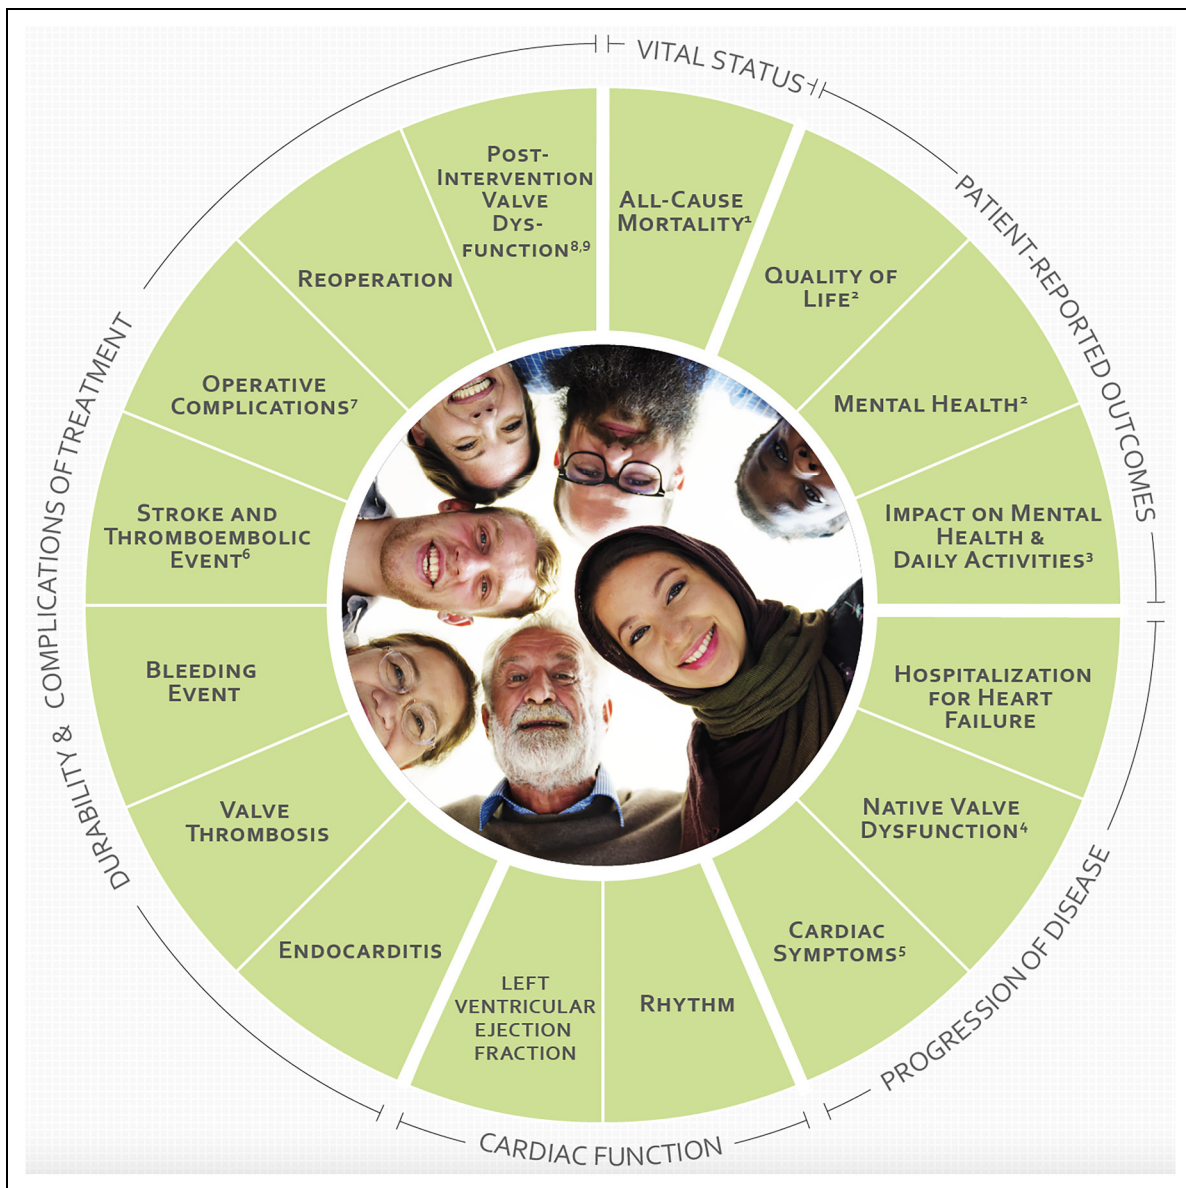 VITAL STATUS
PATIENT-REPORTED OUTCOMES
PROGRESSION OF DISEASE
CARDIAC FUNCTION
DURABILITY & COMPLICATIONS OF TREATMENT
ALL-CAUSE
MORTALITY¹
QUALITY OF
LIFE²
MENTAL HEALTH²
IMPACT ON MENTAL
HEALTH &
DAILY ACTIVITIES³
HOSPITALIZATION
FOR HEART
FAILURE
NATIVE VALVE
DYSFUNCTION⁴
CARDIAC
SYMPTOMS⁵
RHYTHM
LEFT
VENTRICULAR
EJECTION
FRACTION
ENDOCARDITIS
VALVE
THROMBOSIS
BLEEDING
EVENT
STROKE AND
THROMBOEMBOLIC
EVENT⁶
OPERATIVE
COMPLICATIONS⁷
REOPERATION
POST-
INTERVENTION
VALVE
DYS-
FUNCTION⁸,⁹